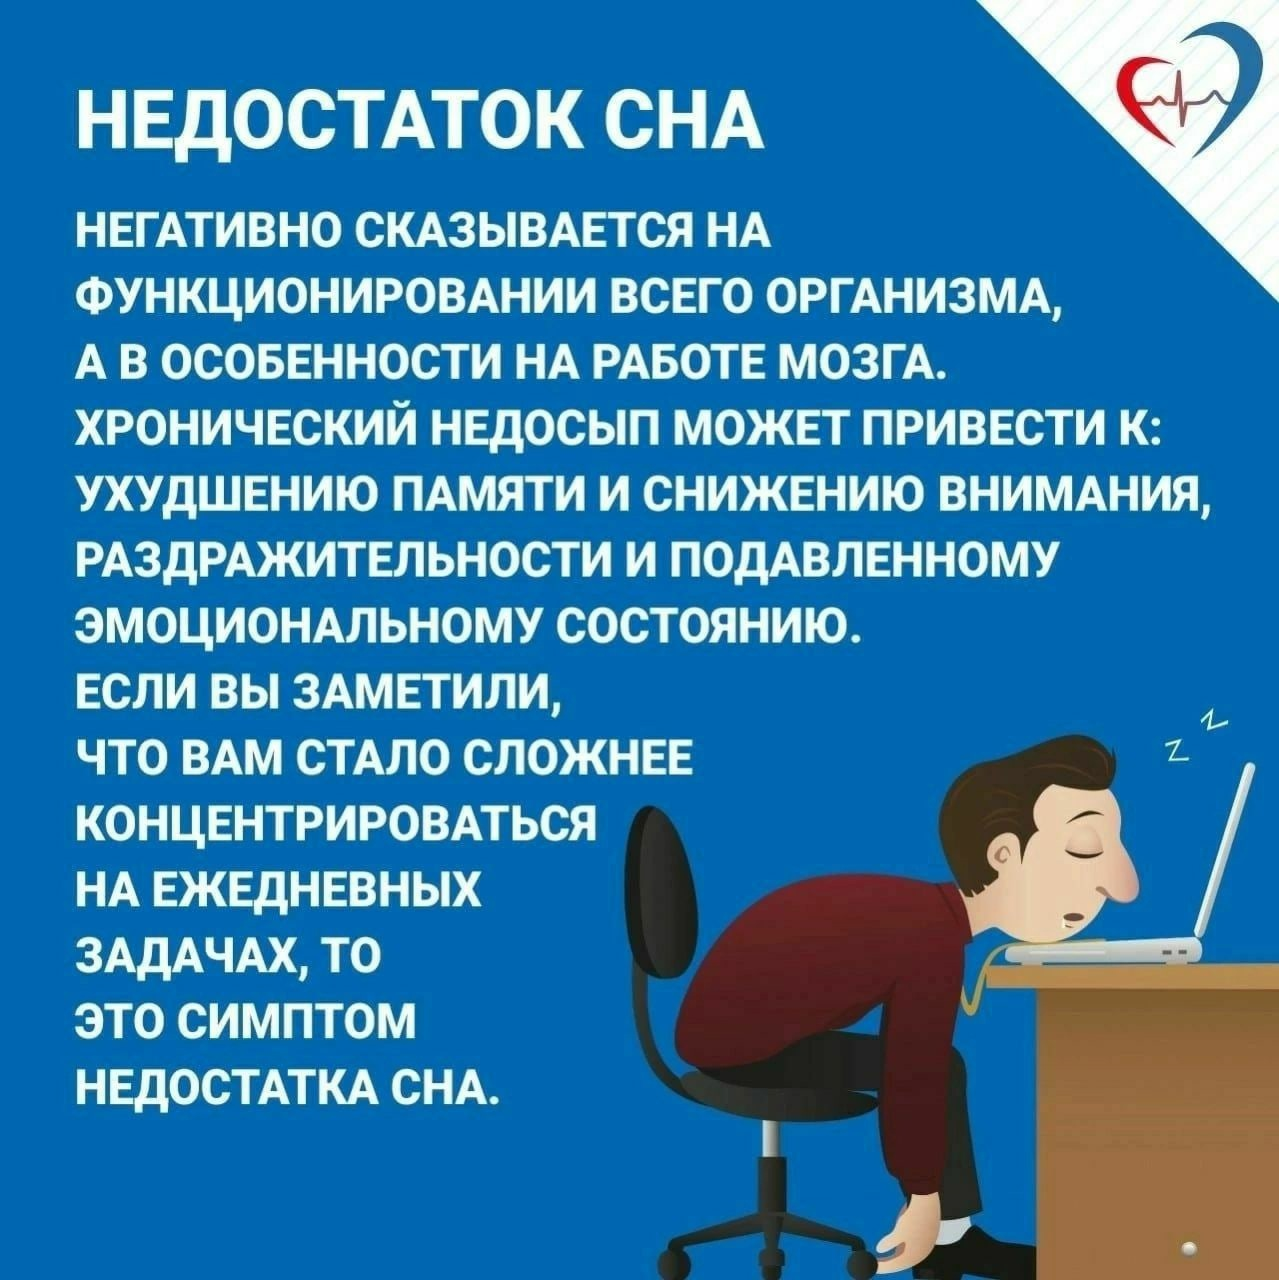 НЕДОСТАТОК СНА
НЕГАТИВНО СКАЗЫВАЕТСЯ НА
ФУНКЦИОНИРОВАНИИ ВСЕГО ОРГАНИЗМА,
А В ОСОБЕННОСТИ НА РАБОТЕ МОЗГА.
ХРОНИЧЕСКИЙ НЕДОСЫП МОЖЕТ ПРИВЕСТИ К:
УХУДШЕНИЮ ПАМЯТИ И СНИЖЕНИЮ ВНИМАНИЯ,
РАЗДРАЖИТЕЛЬНОСТИ И ПОДАВЛЕННОМУ
ЭМОЦИОНАЛЬНОМУ СОСТОЯНИЮ.
ЕСЛИ ВЫ ЗАМЕТИЛИ,
ЧТО ВАМ СТАЛО СЛОЖНЕЕ
КОНЦЕНТРИРОВАТЬСЯ
НА ЕЖЕДНЕВНЫХ
ЗАДАЧАХ, ТО
ЭТО СИМПТОМ
НЕДОСТАТКА СНА.
z z